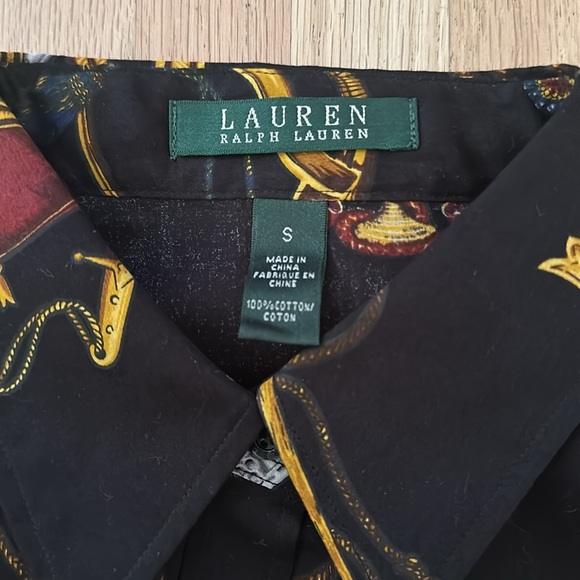 LAUREN
RALPH LAUREN
S
MADE IN
CHINA
FABRIQUE EN
CHINE
100%COTTON/
COTON